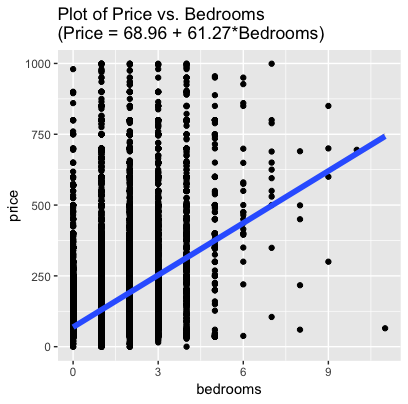 Plot of Price vs. Bedrooms
(Price = 68.96 + 61.27*Bedrooms)
1000
750
500
250
0
price
0 3 6 9
bedrooms